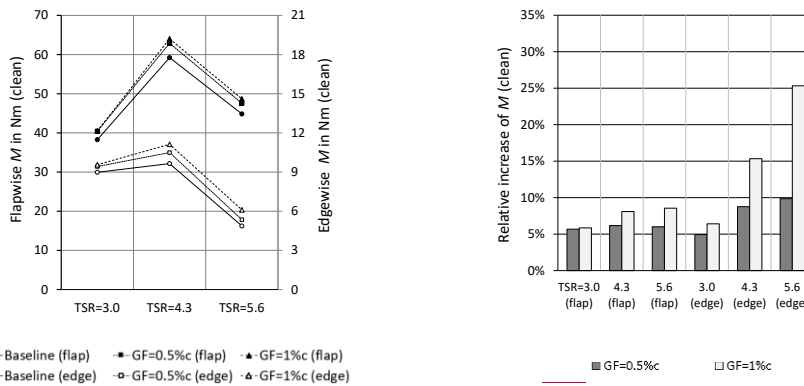 70
60
50
40
30
20
10
0
Flapwise M in Nm (clean)
21
18
15
12
9
6
3
0
Edgewise M in Nm (clean)
TSR=3.0 TSR=4.3 TSR=5.6
Baseline (flap) GF=0.5%c (flap) GF=1%c (flap)
Baseline (edge) GF=0.5%c (edge) GF=1%c (edge)
35%
30%
25%
20%
15%
10%
5%
0%
Relative increase of M (clean)
TSR=3.0 4.3 5.6 3.0 4.3 5.6
(flap) (flap) (flap) (edge) (edge) (edge
GF=0.5%c GF=1%c